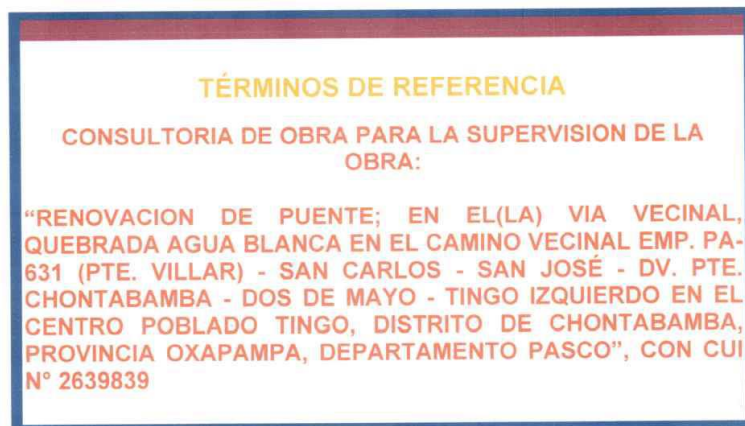 TÉRMINOS DE REFERENCIA
CONSULTORIA DE OBRA PARA LA SUPERVISION DE LA
OBRA:
“RENOVACION DE PUENTE; EN EL(LA) VIA VECINAL,
QUEBRADA AGUA BLANCA EN EL CAMINO VECINAL EMP. PA-
631 (PTE. VILLAR) - SAN CARLOS - SAN JOSÉ - DV. PTE.
CHONTABAMBA - DOS DE MAYO - TINGO IZQUIERDO EN EL
CENTRO POBLADO TINGO, DISTRITO DE CHONTABAMBA,
PROVINCIA OXAPAMPA, DEPARTAMENTO PASCO”, CON CUI
N° 2639839